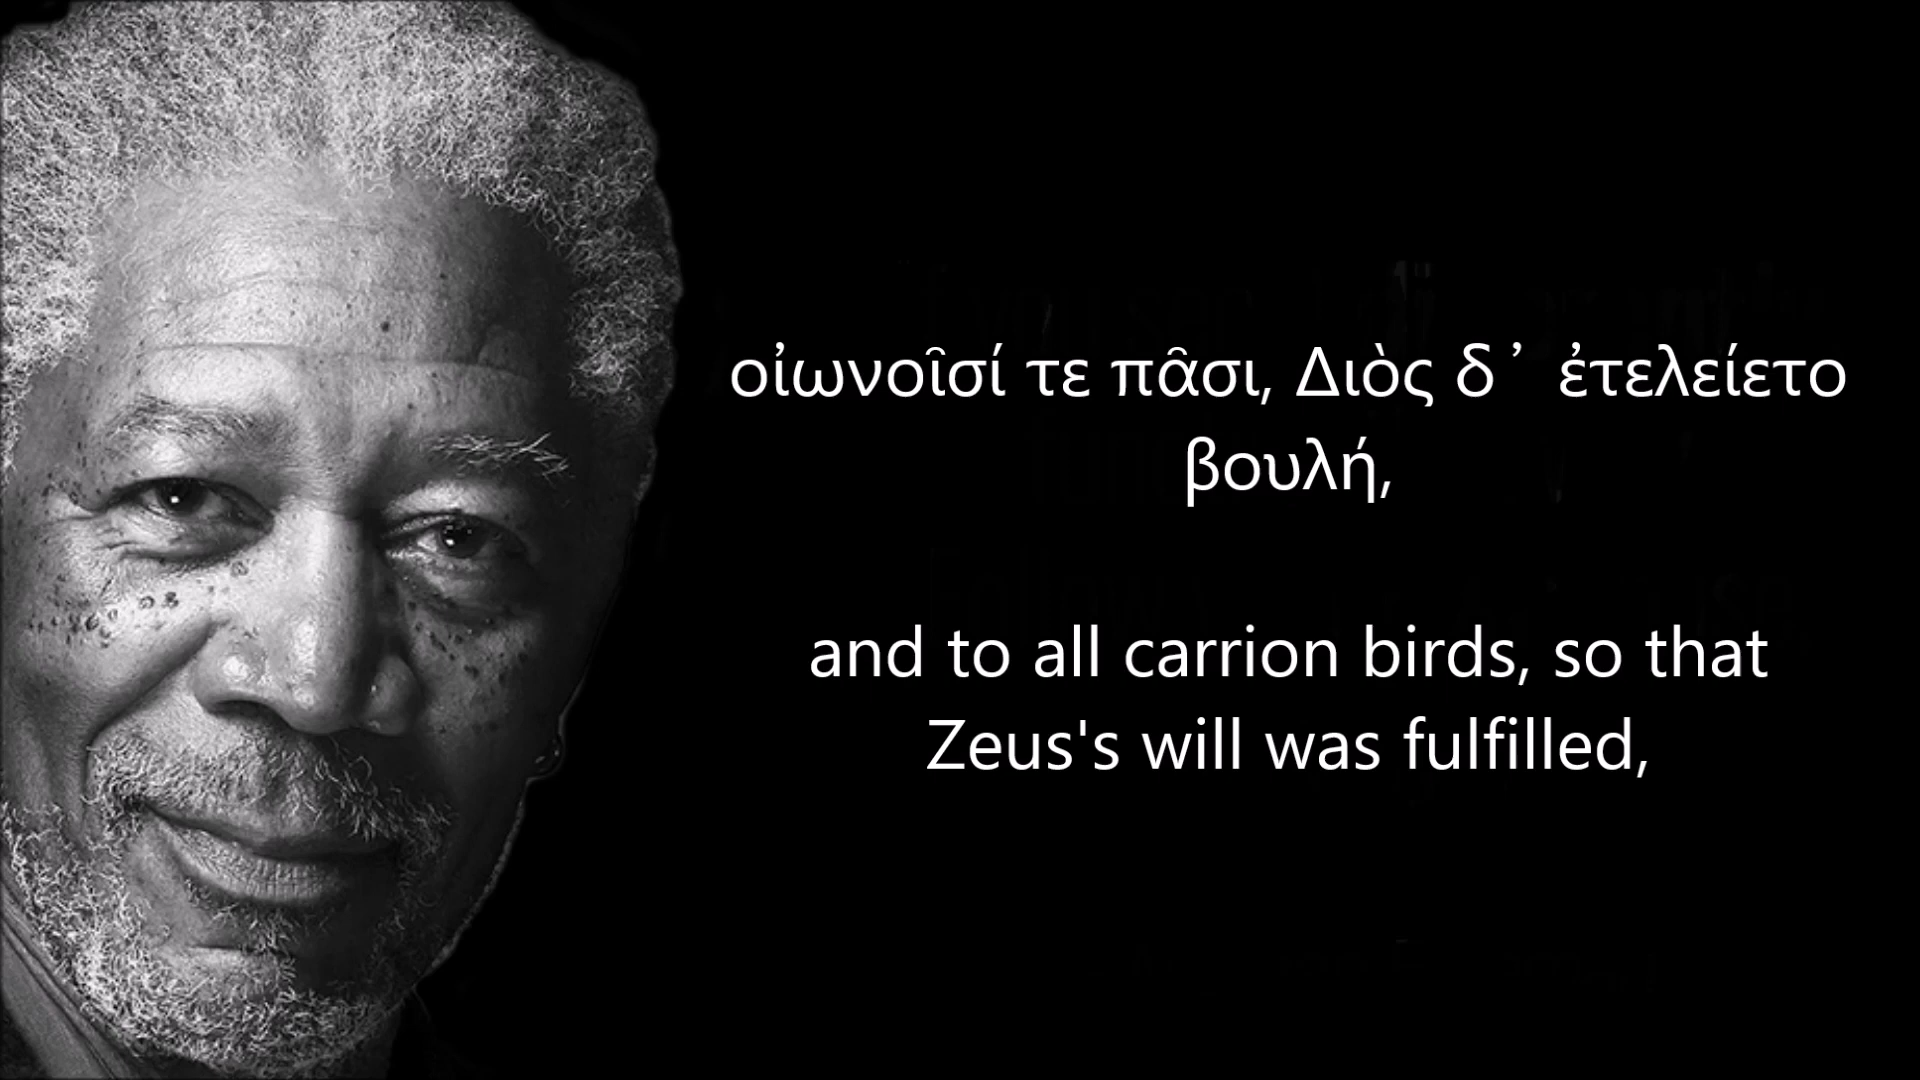 οἰωνοῖσί τε πᾶσι, Διὸς δ᾽ ἐτελείετο
βουλή,
and to all carrion birds, so that
Zeus's will was fulfilled,